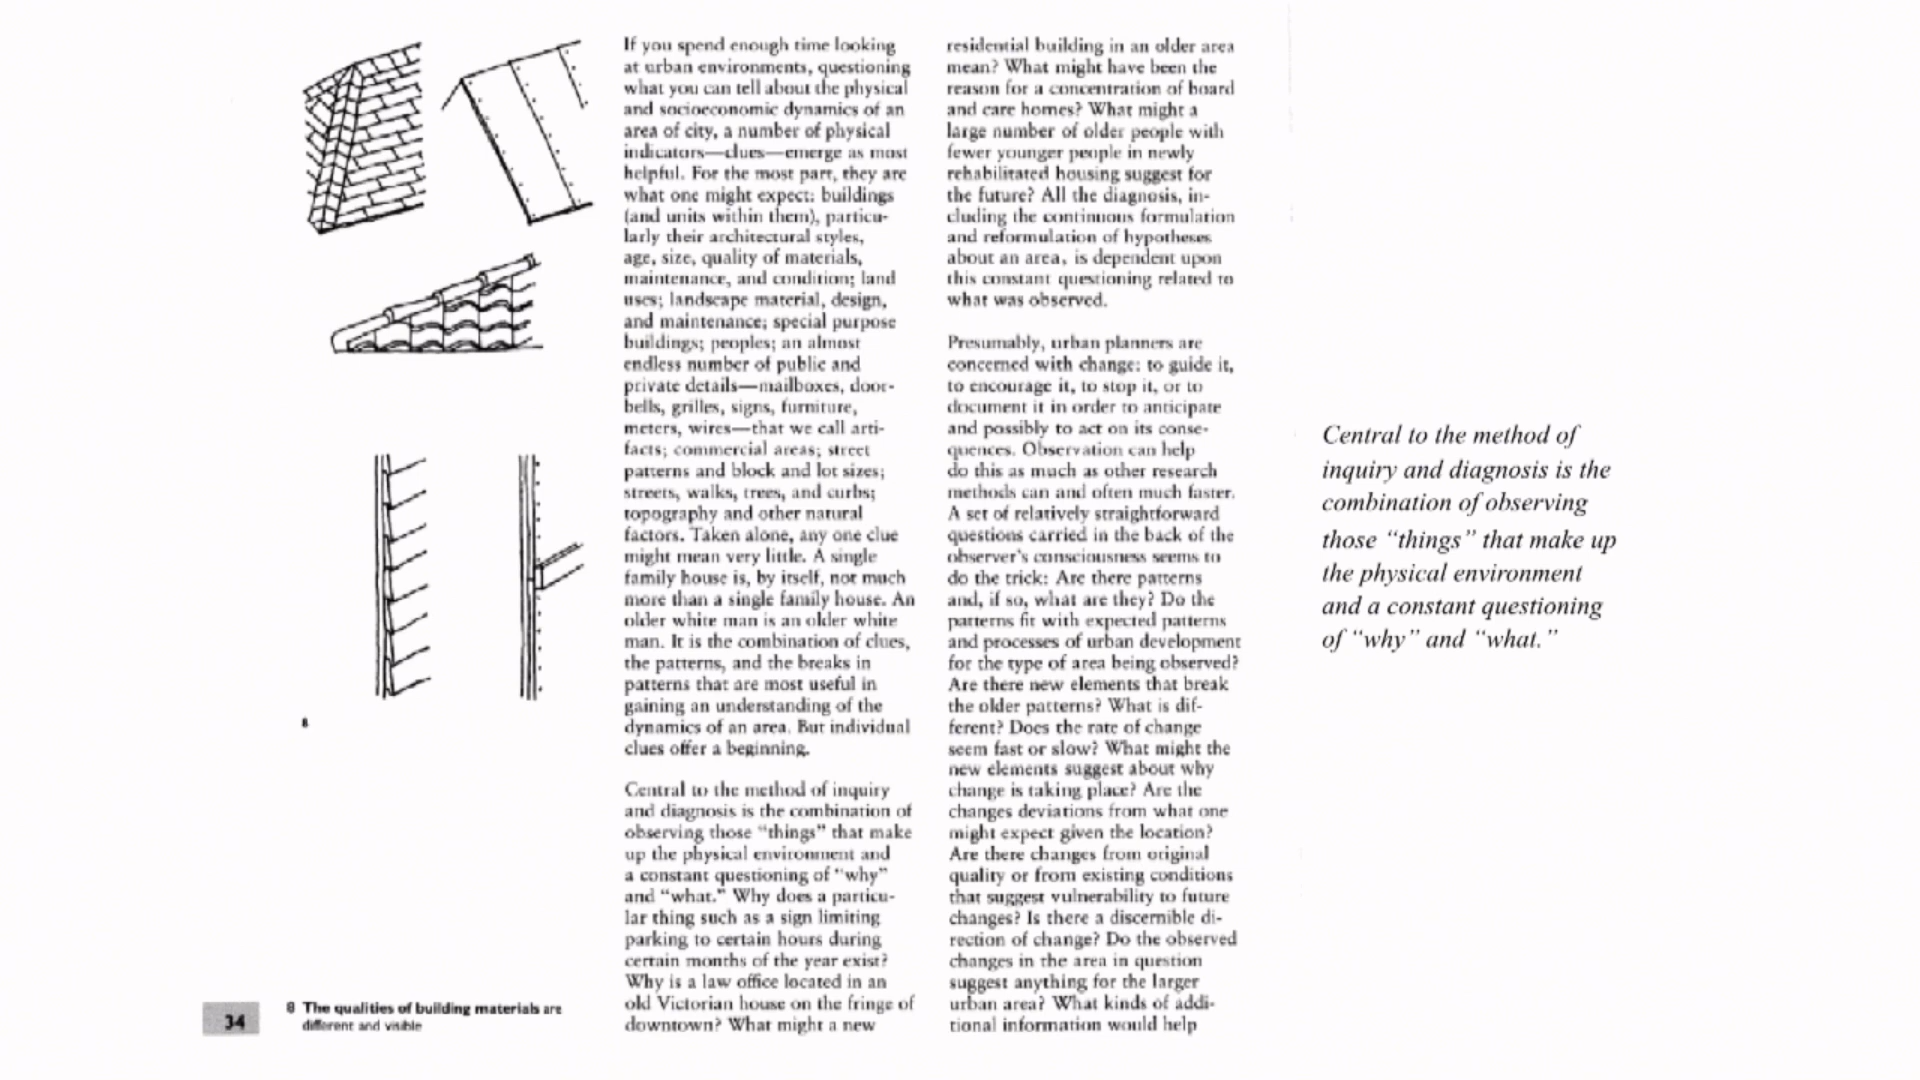 If you spend enough time looking
at urban environments, questioning
what you can tell about the physical
and socioeconomic dynamics of an
area of city, a number of physical
indicators—clues—emerge as most
helpful. For the most part, they are
what one might expect: buildings
(and units within them), particu-
larly their architectural styles,
age, size, quality of materials,
maintenance, and condition; land
uses; landscape material, design,
and maintenance; special purpose
buildings; peoples; an almost
endless number of public and
private details—mailboxes, door-
bells, grilles, signs, furniture,
meters, wires—that we call arti-
facts; commercial areas; street
patterns and block and lot sizes;
streets, walks, trees, and curbs;
topography and other natural
factors. Taken alone, any one clue
might mean very little. A single
family house is, by itself, not much
more than a single family house. An
older white man is an older white
man. It is the combination of clues,
the patterns, and the breaks in
patterns that are most useful in
gaining an understanding of the
dynamics of an area. But individual
clues offer a beginning.
Central to the method of inquiry
and diagnosis is the combination of
observing those “things” that make
up the physical environment and
a constant questioning of “why”
and “what.” Why does a particu-
lar thing such as a sign limiting
parking to certain hours during
certain months of the year exist?
Why is a law office located in an
old Victorian house on the fringe of
downtown? What might a new
residential building in an older area
mean? What might have been the
reason for a concentration of board
and care homes? What might a
large number of older people with
fewer younger people in newly
rehabilitated housing suggest for
the future? All the diagnosis, in-
cluding the continuous formulation
and reformulation of hypotheses
about an area, is dependent upon
this constant questioning related to
what was observed.
Presumably, urban planners are
concerned with change: to guide it,
to encourage it, to stop it, or to
document it in order to anticipate
and possibly to act on its conse-
quences. Observation can help
do this as much as other research
methods can and often much faster.
A set of relatively straightforward
questions carried in the back of the
observer's consciousness seems to
do the trick: Are there patterns
and, if so, what are they? Do the
patterns fit with expected patterns
and processes of urban development
for the type of area being observed?
Are there new elements that break
the older patterns? What is dif-
ferent? Does the rate of change
seem fast or slow? What might the
new elements suggest about why
change is taking place? Are the
changes deviations from what one
might expect given the location?
Are there changes from original
quality or from existing conditions
that suggest vulnerability to future
changes? Is there a discernible di-
rection of change? Do the observed
changes in the area in question
suggest anything for the larger
urban area? What kinds of addi-
tional information would help
Central to the method of
inquiry and diagnosis is the
combination of observing
those “things” that make up
the physical environment
and a constant questioning
of “why” and “what.”
8
34
8 The qualities of building materials are
different and visible